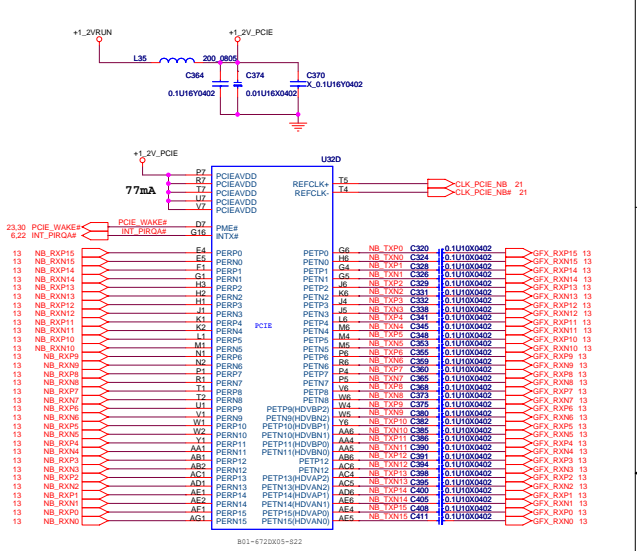 +1_2VRUN +1_2V_PCIE
L35 200_0805
C364 C374 C370
X_0.1U16Y0402
0.1U16Y0402 0.01U16X0402
+1_2V_PCIE
U32D
P7 PCIEAVDD
R7 PCIEAVDD REFCLK+ T5 CLK_PCIE_NB 21
77mA T7 PCIEAVDD REFCLK- T4 CLK_PCIE_NB# 21
U7 PCIEAVDD
V7 PCIEAVDD
23,30 PCIE_WAKE# PCIE_WAKE# D7 PME#
6,22 INT_PIRQA# INT_PIRQA# G16 INTX#
13 NB_RXP15 E4 PERP0 PETP0 G6 NB_TXP0 C320 0.1U10X0402 GFX_RXP15 13
13 NB_RXN15 E5 PERN0 PETN0 H6 NB_TXN0 C324 0.1U10X0402 GFX_RXN15 13
13 NB_RXP14 F1 PERP1 PETP1 G4 NB_TXP1 C328 0.1U10X0402 GFX_RXP14 13
13 NB_RXN14 G1 PERN1 PETN1 G5 NB_TXN1 C326 0.1U10X0402 GFX_RXN14 13
13 NB_RXP13 H3 PERP2 PETP2 J6 NB_TXP2 C329 0.1U10X0402 GFX_RXP13 13
13 NB_RXN13 H2 PERN2 PETN2 K6 NB_TXN2 C331 0.1U10X0402 GFX_RXN13 13
13 NB_RXP12 H1 PERP3 PETP3 J4 NB_TXP3 C332 0.1U10X0402 GFX_RXP12 13
13 NB_RXN12 J1 PERN3 PETN3 J5 NB_TXN3 C338 0.1U10X0402 GFX_RXN12 13
13 NB_RXP11 K1 PERP4 PETP4 L6 NB_TXP4 C341 0.1U10X0402 GFX_RXP11 13
13 NB_RXN11 K2 PERN4 PCIE PETN4 M6 NB_TXN4 C345 0.1U10X0402 GFX_RXN11 13
13 NB_RXP10 L1 PERP5 PETP5 M4 NB_TXP5 C348 0.1U10X0402 GFX_RXP10 13
13 NB_RXN10 M1 PERN5 PETN5 M5 NB_TXN5 C353 0.1U10X0402 GFX_RXN10 13
13 NB_RXP9 N1 PERP6 PETP6 P6 NB_TXP6 C355 0.1U10X0402 GFX_RXP9 13
13 NB_RXN9 N2 PERN6 PETN6 R6 NB_TXN6 C359 0.1U10X0402 GFX_RXN9 13
13 NB_RXP8 P1 PERP7 PETP7 P4 NB_TXP7 C360 0.1U10X0402 GFX_RXP8 13
13 NB_RXN8 R1 PERN7 PETN7 P5 NB_TXN7 C365 0.1U10X0402 GFX_RXN8 13
13 NB_RXP7 T1 PERP8 PETP8 V6 NB_TXP8 C368 0.1U10X0402 GFX_RXP7 13
13 NB_RXN7 T2 PERN8 PETN8 W6 NB_TXN8 C373 0.1U10X0402 GFX_RXN7 13
13 NB_RXP6 U1 PERP9 PETP9(HDVBP2) W4 NB_TXP9 C375 0.1U10X0402 GFX_RXP6 13
13 NB_RXN6 V1 PERN9 PETN9(HDVBN2) W5 NB_TXN9 C380 0.1U10X0402 GFX_RXN6 13
13 NB_RXP5 W1 PERP10 PETP10(HDVBP1) Y6 NB_TXP10 C382 0.1U10X0402 GFX_RXP5 13
13 NB_RXN5 W2 PERN10 PETN10(HDVBN1) AA6 NB_TXN10 C385 0.1U10X0402 GFX_RXN5 13
13 NB_RXP4 Y1 PERP11 PETP11(HDVBP0) AA4 NB_TXP11 C386 0.1U10X0402 GFX_RXP4 13
13 NB_RXN4 AA1 PERN11 PETN11(HDVBN0) AA5 NB_TXN11 C390 0.1U10X0402 GFX_RXN4 13
13 NB_RXP3 AB1 PERP12 PETP12 AB6 NB_TXP12 C391 0.1U10X0402 GFX_RXP3 13
13 NB_RXN3 AB2 PERN12 PETN12 AC6 NB_TXN12 C394 0.1U10X0402 GFX_RXN3 13
13 NB_RXP2 AC1 PERP13 PETP13(HDVAP2) AC4 NB_TXP13 C398 0.1U10X0402 GFX_RXP2 13
13 NB_RXN2 AD1 PERN13 PETN13(HDVAN2) AC5 NB_TXN13 C395 0.1U10X0402 GFX_RXN2 13
13 NB_RXP1 AE1 PERP14 PETP14(HDVAP1) AD6 NB_TXP14 C400 0.1U10X0402 GFX_RXP1 13
13 NB_RXN1 AE2 PERN14 PETN14(HDVAN1) AE6 NB_TXN14 C405 0.1U10X0402 GFX_RXN1 13
13 NB_RXP0 AF1 PERP15 PETP15(HDVAP0) AE4 NB_TXP15 C408 0.1U10X0402 GFX_RXP0 13
13 NB_RXN0 AG1 PERN15 PETN15(HDVAN0) AE5 NB_TXN15 C411 0.1U10X0402 GFX_RXN0 13
B01-672DX05-S22